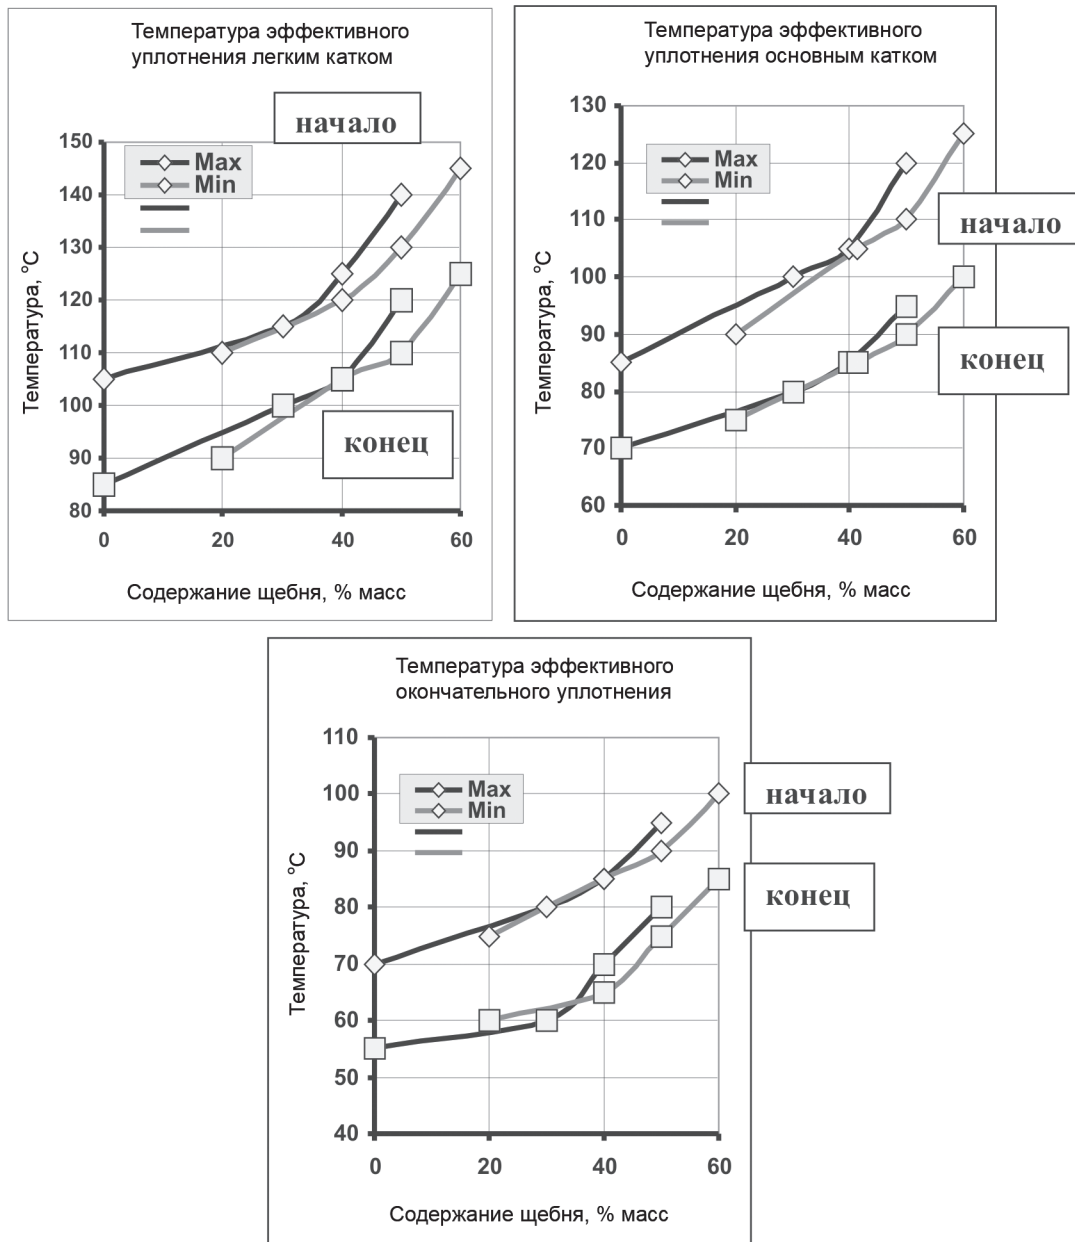 Температура эффективного
уплотнения легким катком
начало
150
140
130
120
110
100
90
80
Max
Min
Температура, °С
конец
0
20
40
60
Содержание щебня, % масс
Температура эффективного
уплотнения основным катком
130
120
110
100
90
80
70
60
Max
Min
Температура, °С
начало
конец
0
20
40
60
Содержание щебня, % масс
Температура эффективного
окончательного уплотнения
110
100
90
80
70
60
50
40
Max
Min
Температура, °С
начало
конец
0
20
40
60
Содержание щебня, % масс